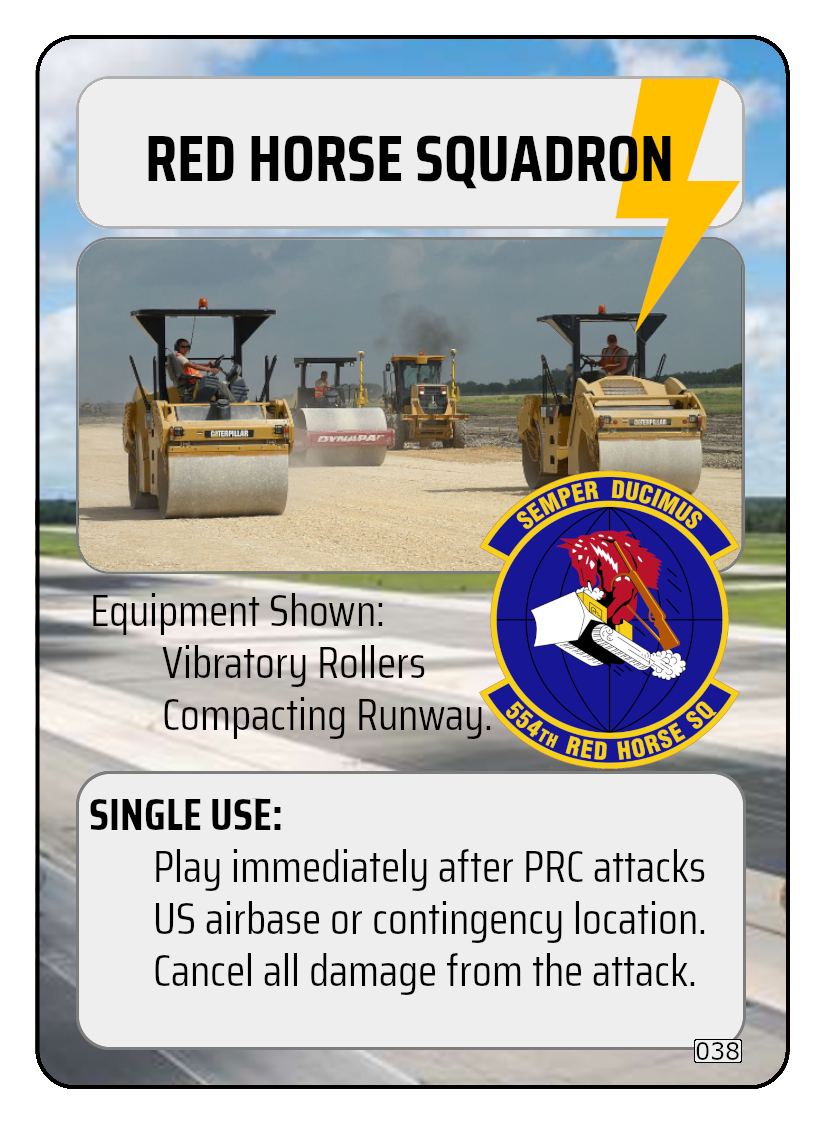 RED HORSE SQUADRON
CATERPILLAR
DYNAPAC
CATERPILLAR
SEMPER DUCIMUS
Equipment Shown:
Vibratory Rollers
Compacting Runway.
554TH RED HORSE SQ
SINGLE USE:
Play immediately after PRC attacks
US airbase or contingency location.
Cancel all damage from the attack.
038